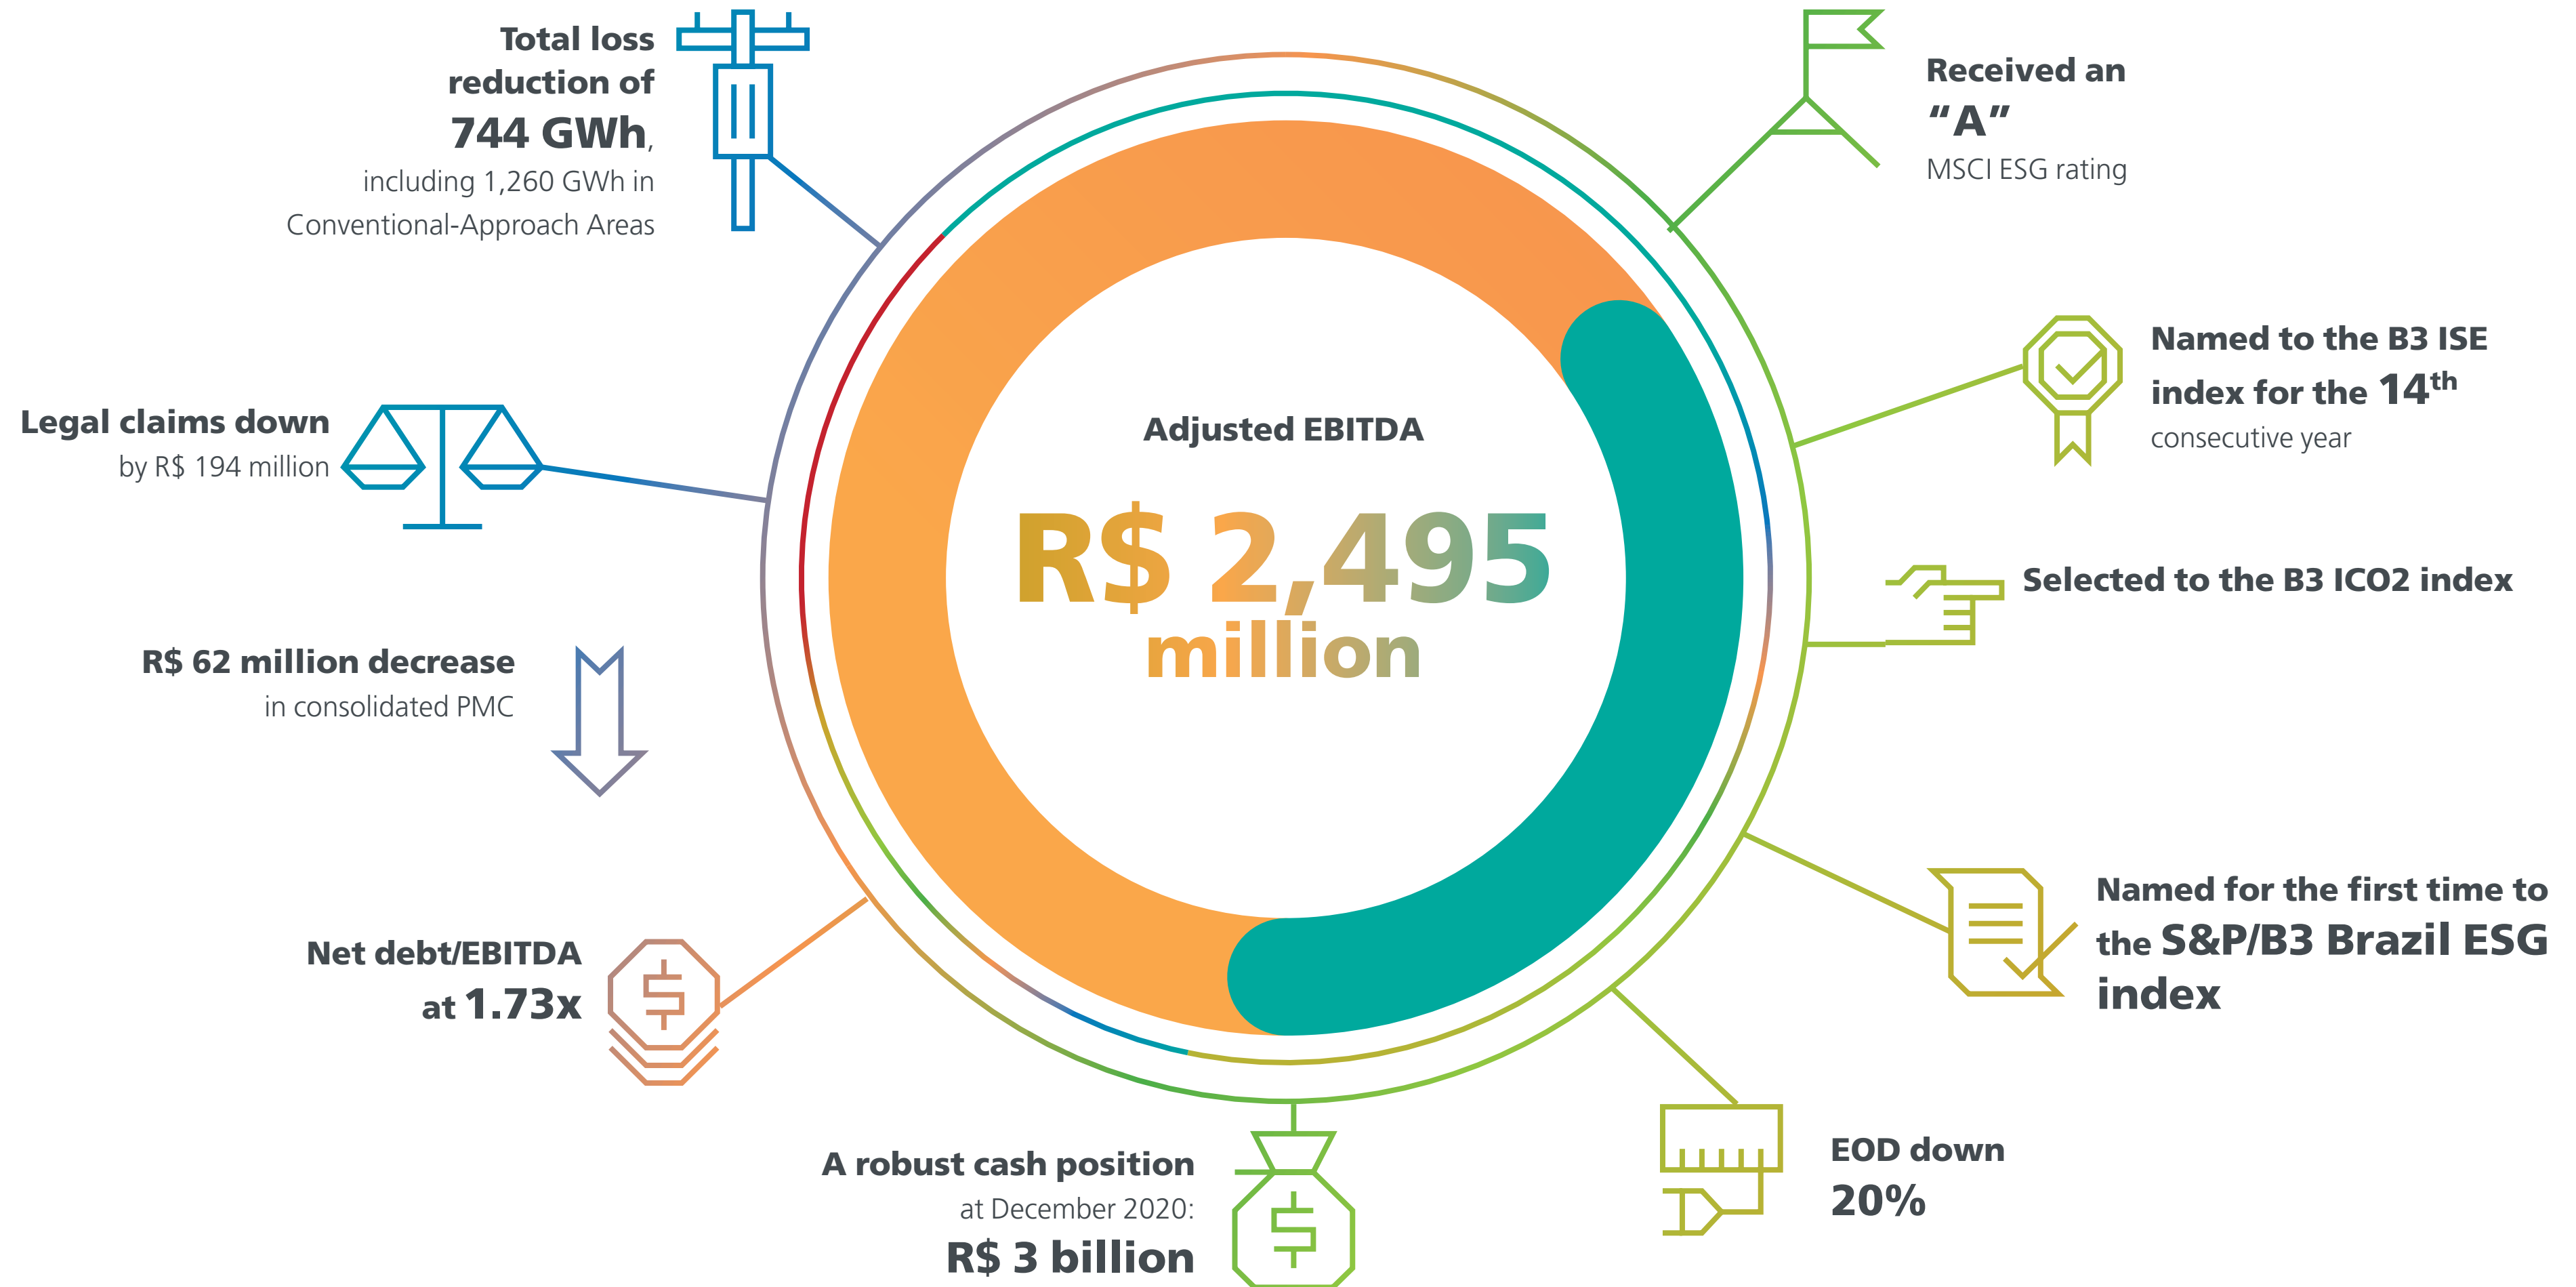 Total loss
reduction of
744 GWh,
including 1,260 GWh in
Conventional-Approach Areas
Legal claims down
by R$ 194 million
R$ 62 million decrease
in consolidated PMC
Net debt/EBITDA
at 1.73x
A robust cash position
at December 2020:
R$ 3 billion
Adjusted EBITDA
R$ 2,495
million
Received an
“A”
MSCI ESG rating
Named to the B3 ISE
index for the 14th
consecutive year
Selected to the B3 ICO2 index
Named for the first time to
the S&P/B3 Brazil ESG
index
EOD down
20%